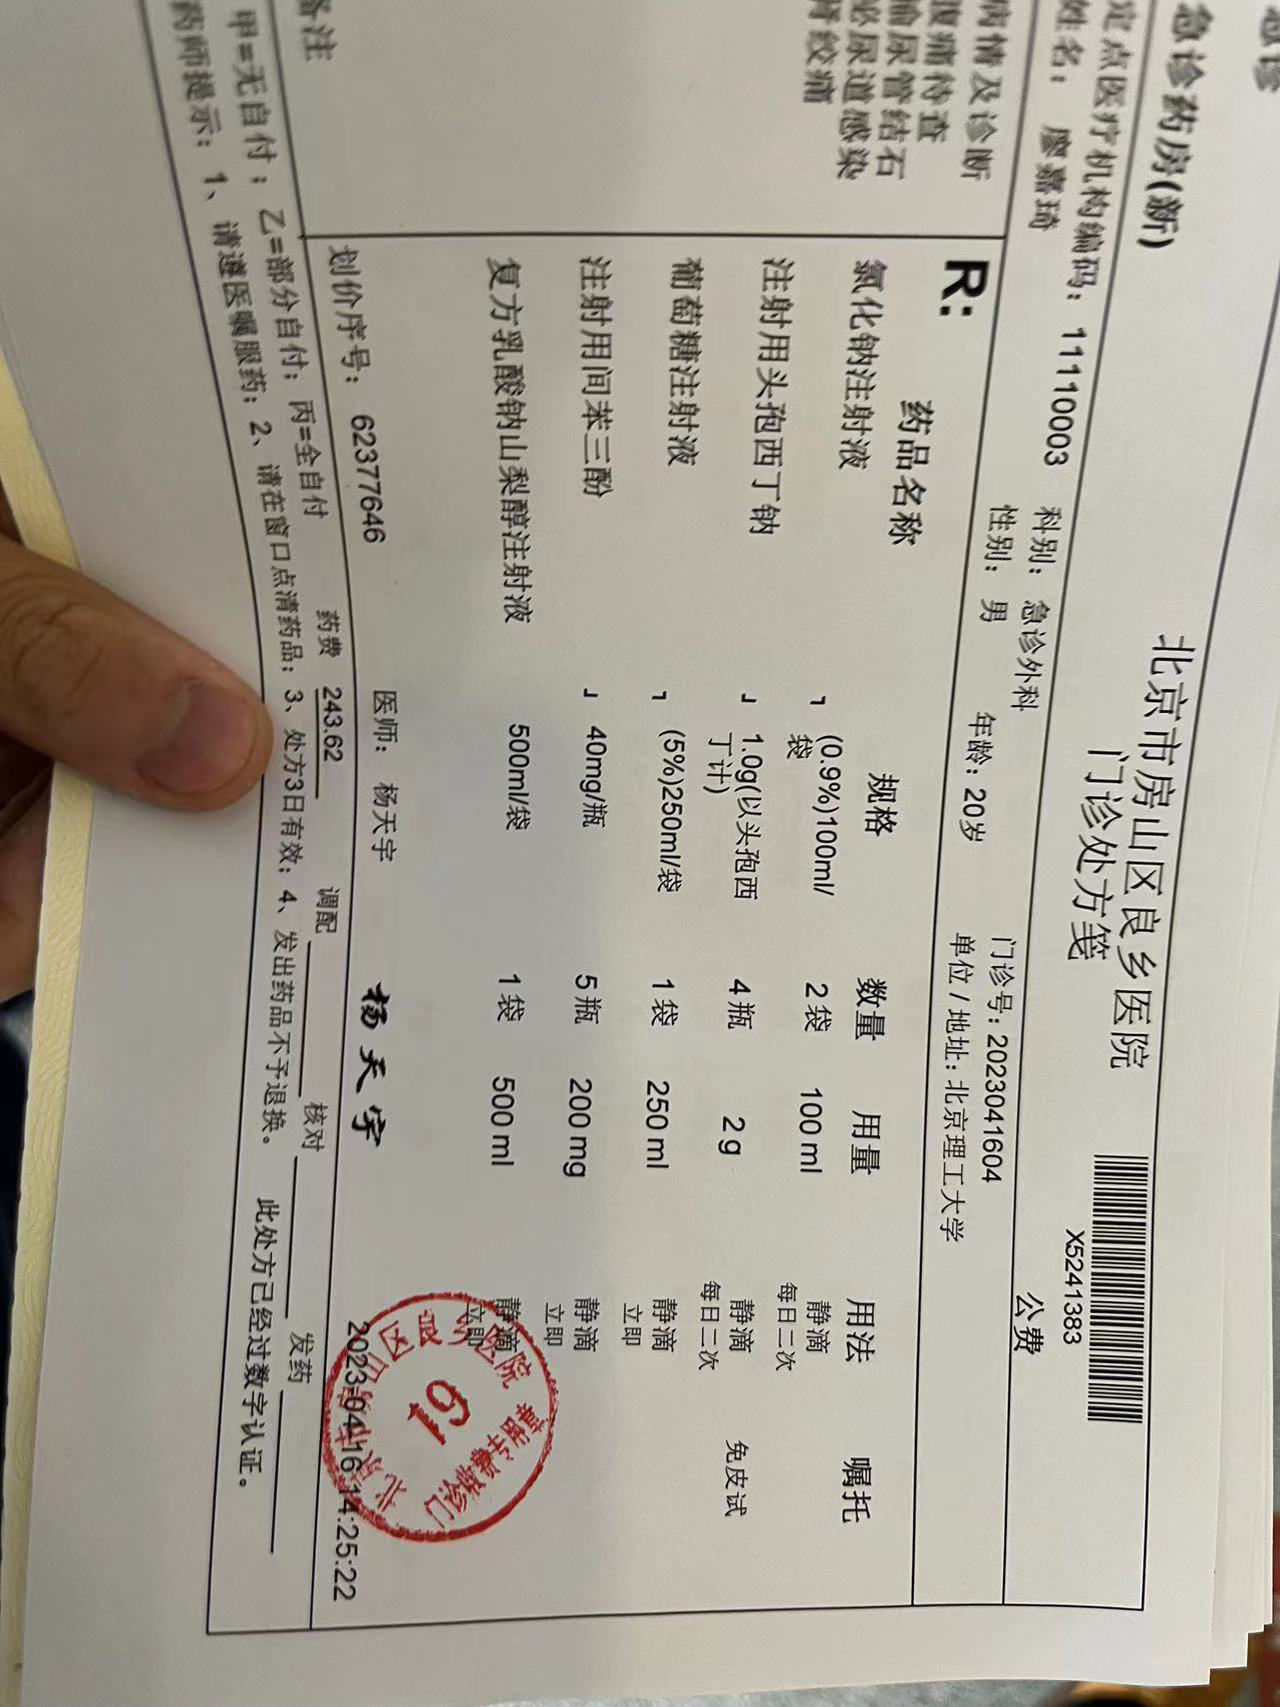 急诊
急诊药房(新)
北京市房山区良乡医院
门诊处方笺
X5241383
定点医疗机构编码：11110003 科别：急诊外科 门诊号：2023041604 公费
姓名：廖嘉琦 性别：男 年龄：20岁 单位/地址：北京理工大学
病情及诊断
腹痛待查
输尿管结石
泌尿道感染
肾绞痛
R:
药品名称 规格 数量 用量 用法 嘱托
氯化钠注射液 ┐ (0.9%)100ml/袋 2袋 100 ml 静滴 每日二次
注射用头孢西丁钠 ┘ 1.0g(以头孢西丁计) 4瓶 2 g 静滴 每日二次 免皮试
葡萄糖注射液 ┐ (5%)250ml/袋 1袋 250 ml 静滴 立即
注射用间苯三酚 ┘ 40mg/瓶 5瓶 200 mg 静滴 立即
复方乳酸钠山梨醇注射液 500ml/袋 1袋 500 ml 静滴 立即
划价序号：62377646 医师：杨天宇 杨天宇 2023-04-16 14:25:22
北京市房山区良乡医院
19
门诊收费专用章
备注
药费 243.62 调配 核对 发药
甲=无自付；乙=部分自付；丙=全自付
药师提示：1、请遵医嘱服药；2、请在窗口点清药品；3、处方3日有效；4、发出药品不予退换。 此处方已经过数字认证。